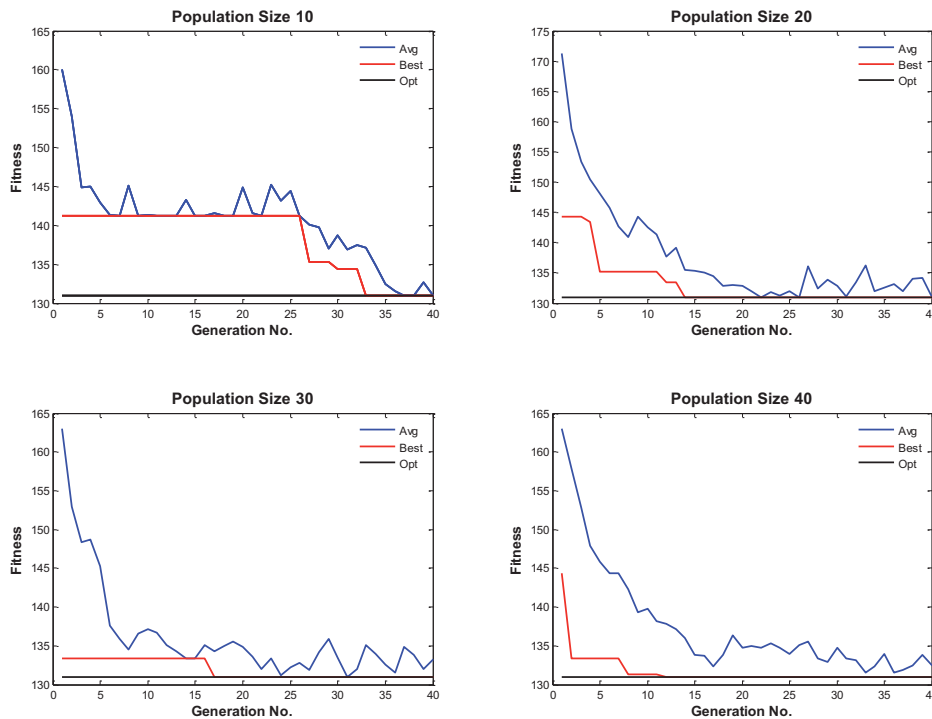 Population Size 10
165
160
155
150
145
140
135
130
0 5 10 15 20 25 30 35 40
Fitness
Generation No.
Avg
Best
Opt
Population Size 20
175
170
165
160
155
150
145
140
135
130
0 5 10 15 20 25 30 35 40
Fitness
Generation No.
Avg
Best
Opt
Population Size 30
165
160
155
150
145
140
135
130
0 5 10 15 20 25 30 35 40
Fitness
Generation No.
Avg
Best
Opt
Population Size 40
165
160
155
150
145
140
135
130
0 5 10 15 20 25 30 35 40
Fitness
Generation No.
Avg
Best
Opt